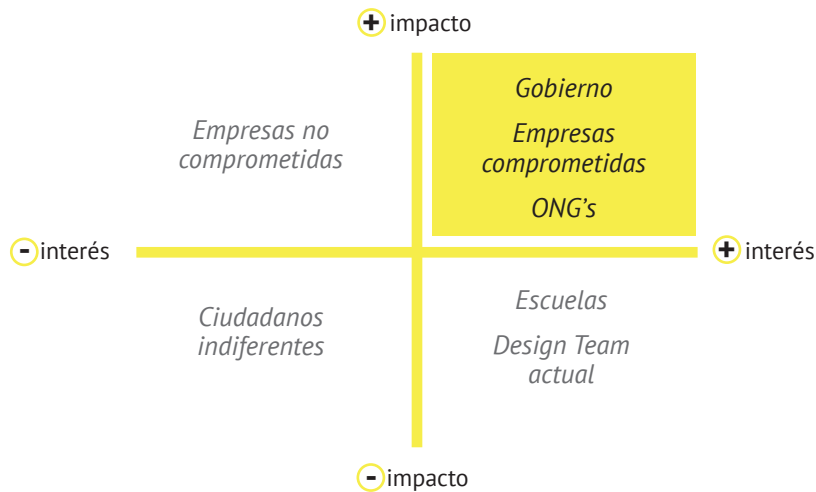 + impacto
Gobierno
Empresas
comprometidas
ONG’s
Empresas no
comprometidas
- interés
+ interés
Ciudadanos
indiferentes
Escuelas
Design Team
actual
- impacto